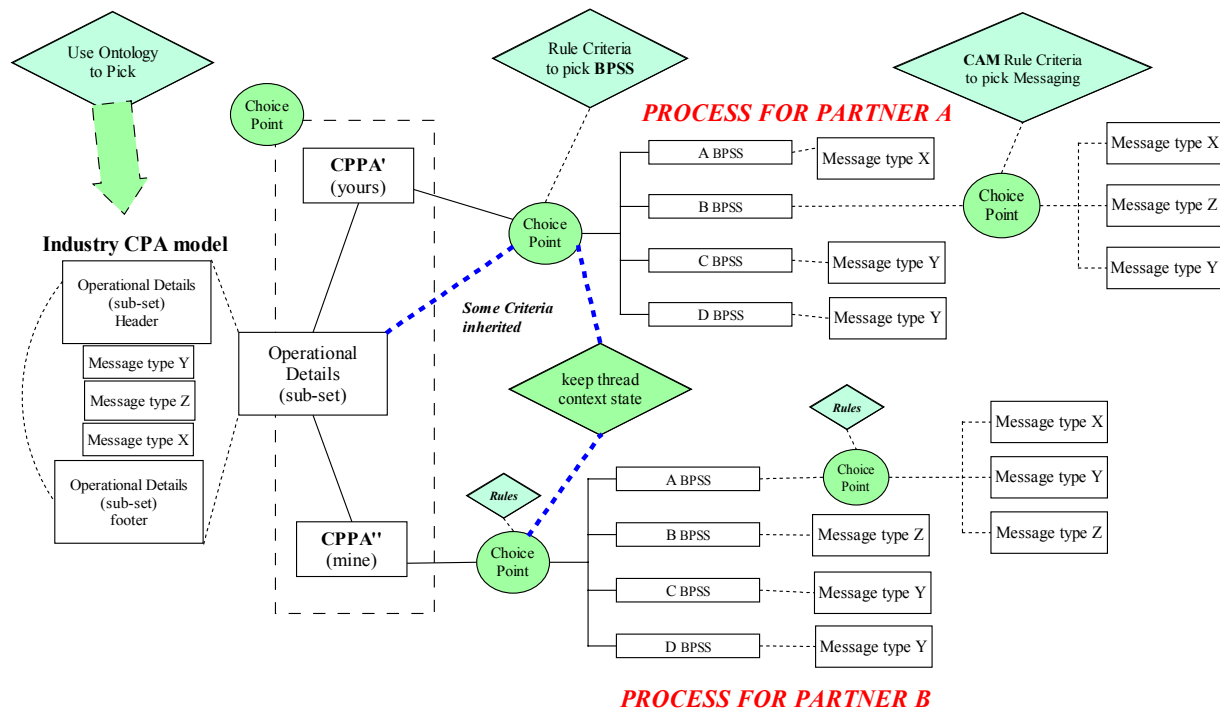 Use Ontology
to Pick
Rule Criteria
to pick BPSS
CAM Rule Criteria
to pick Messaging
Choice
Point
PROCESS FOR PARTNER A
CPPA'
(yours)
A BPSS
Message type X
Message type X
B BPSS
Choice
Point
Message type Z
Choice
Point
Industry CPA model
C BPSS
Message type Y
Message type Y
Operational Details
(sub-set)
Header
Some Criteria
inherited
D BPSS
Message type Y
Operational
Details
(sub-set)
Message type Y
Message type Z
Message type X
keep thread
context state
Rules
Message type X
Operational Details
(sub-set)
footer
Rules
A BPSS
Choice
Point
Message type Y
CPPA''
(mine)
Choice
Point
B BPSS
Message type Z
Message type Z
C BPSS
Message type Y
D BPSS
Message type Y
PROCESS FOR PARTNER B